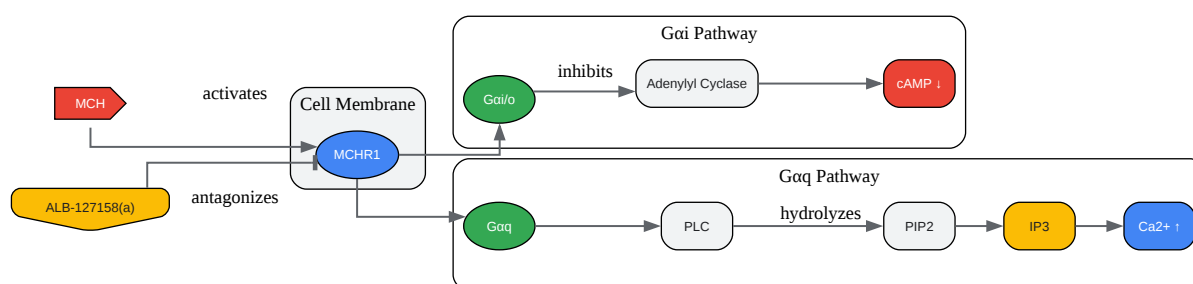 Gαi Pathway
inhibits
Adenylyl Cyclase
cAMP ↓
Gαi/o
MCH
activates
Cell Membrane
MCHR1
ALB-127158(a)
antagonizes
Gαq Pathway
Gαq
PLC
hydrolyzes
PIP2
IP3
Ca2+ ↑